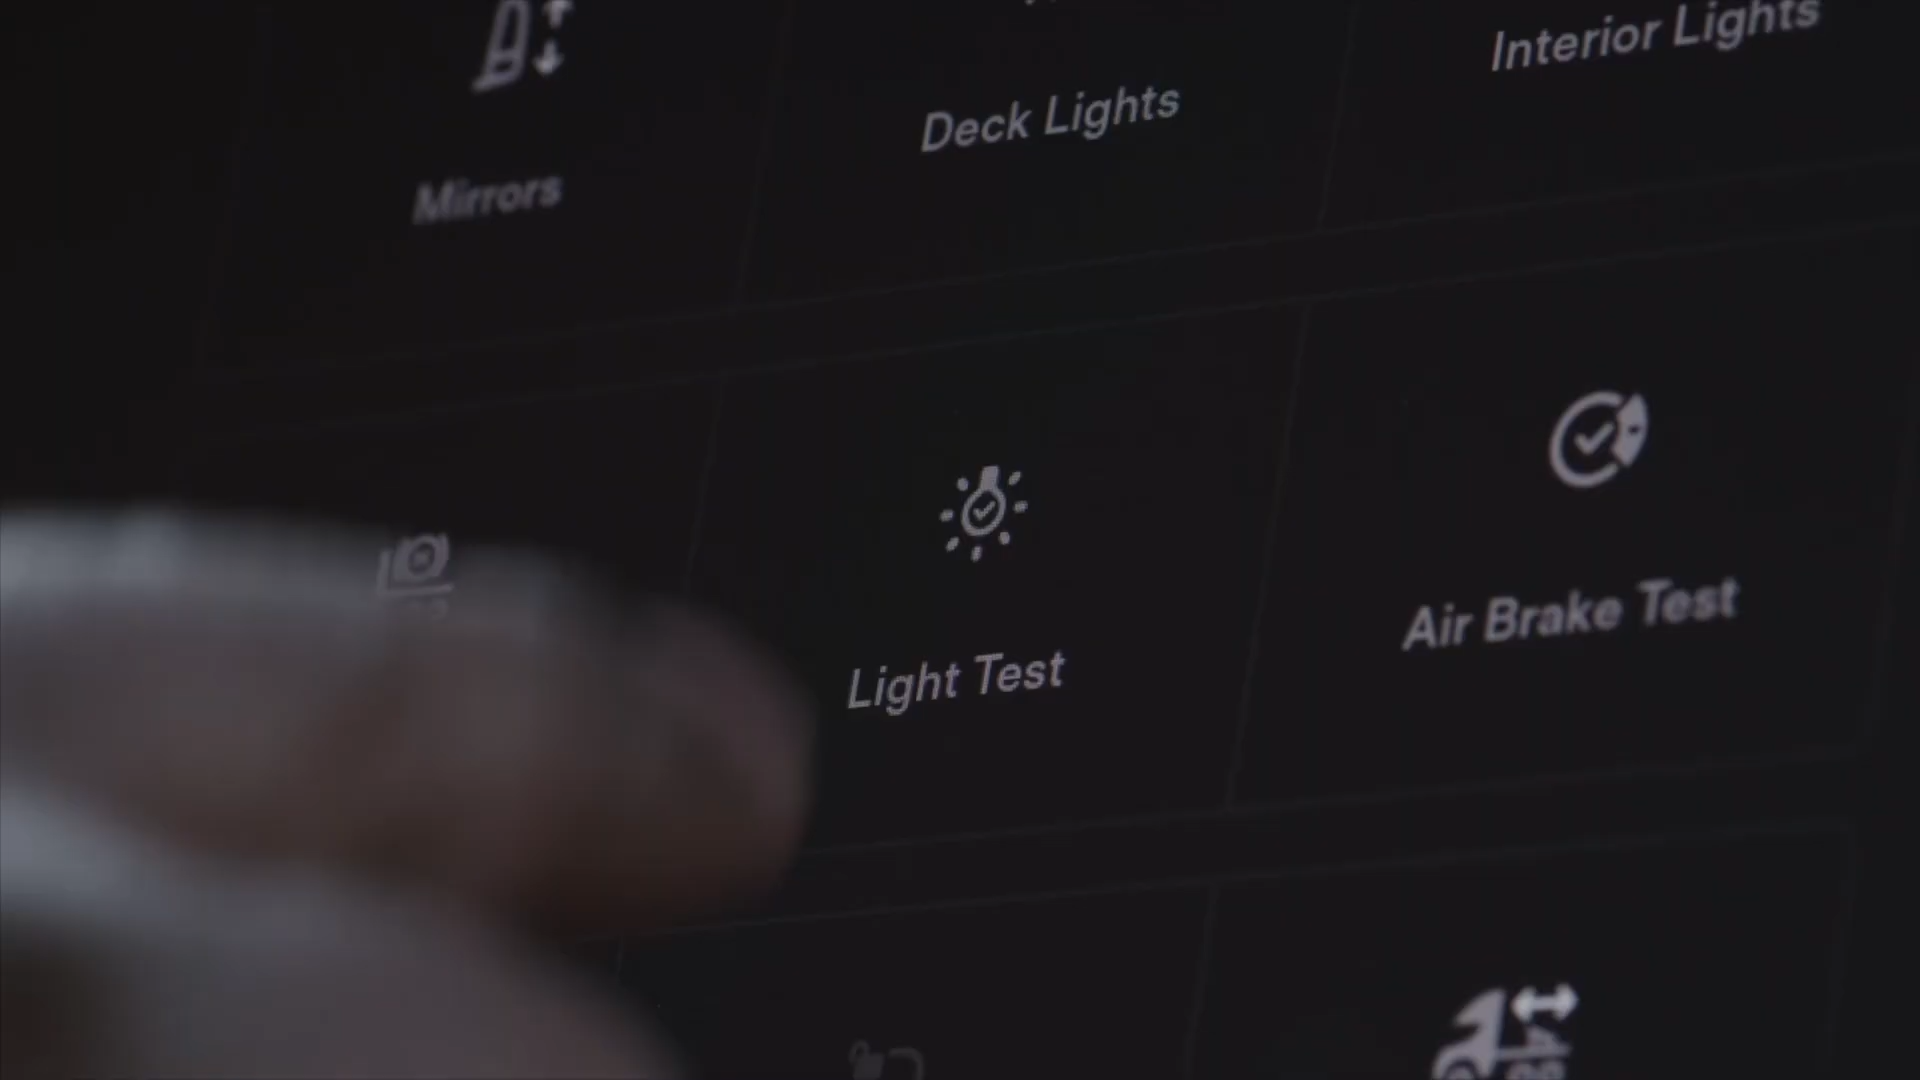 Interior Lights
Deck Lights
Mirrors
Light Test
Air Brake Test